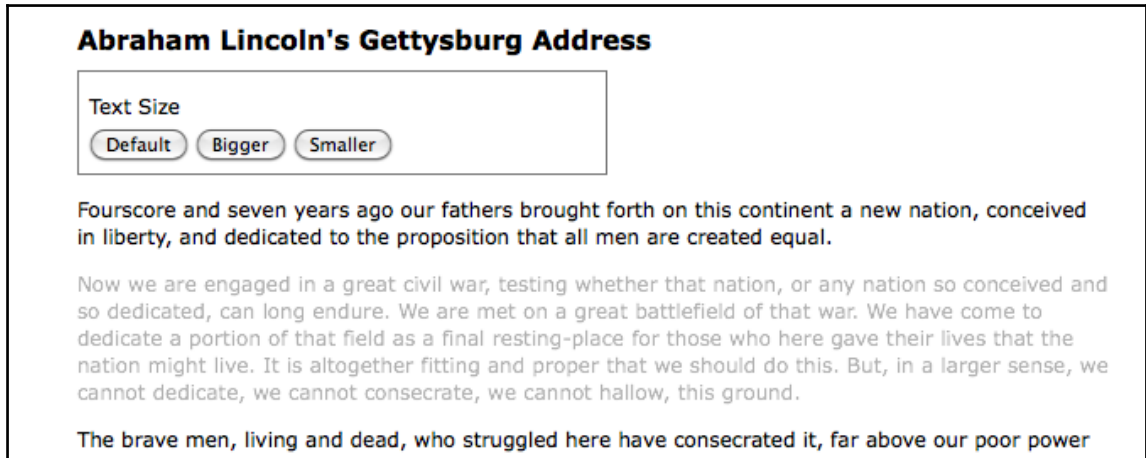 Abraham Lincoln's Gettysburg Address
Text Size
Default Bigger Smaller
Fourscore and seven years ago our fathers brought forth on this continent a new nation, conceived
in liberty, and dedicated to the proposition that all men are created equal.
Now we are engaged in a great civil war, testing whether that nation, or any nation so conceived and
so dedicated, can long endure. We are met on a great battlefield of that war. We have come to
dedicate a portion of that field as a final resting-place for those who here gave their lives that the
nation might live. It is altogether fitting and proper that we should do this. But, in a larger sense, we
cannot dedicate, we cannot consecrate, we cannot hallow, this ground.
The brave men, living and dead, who struggled here have consecrated it, far above our poor power